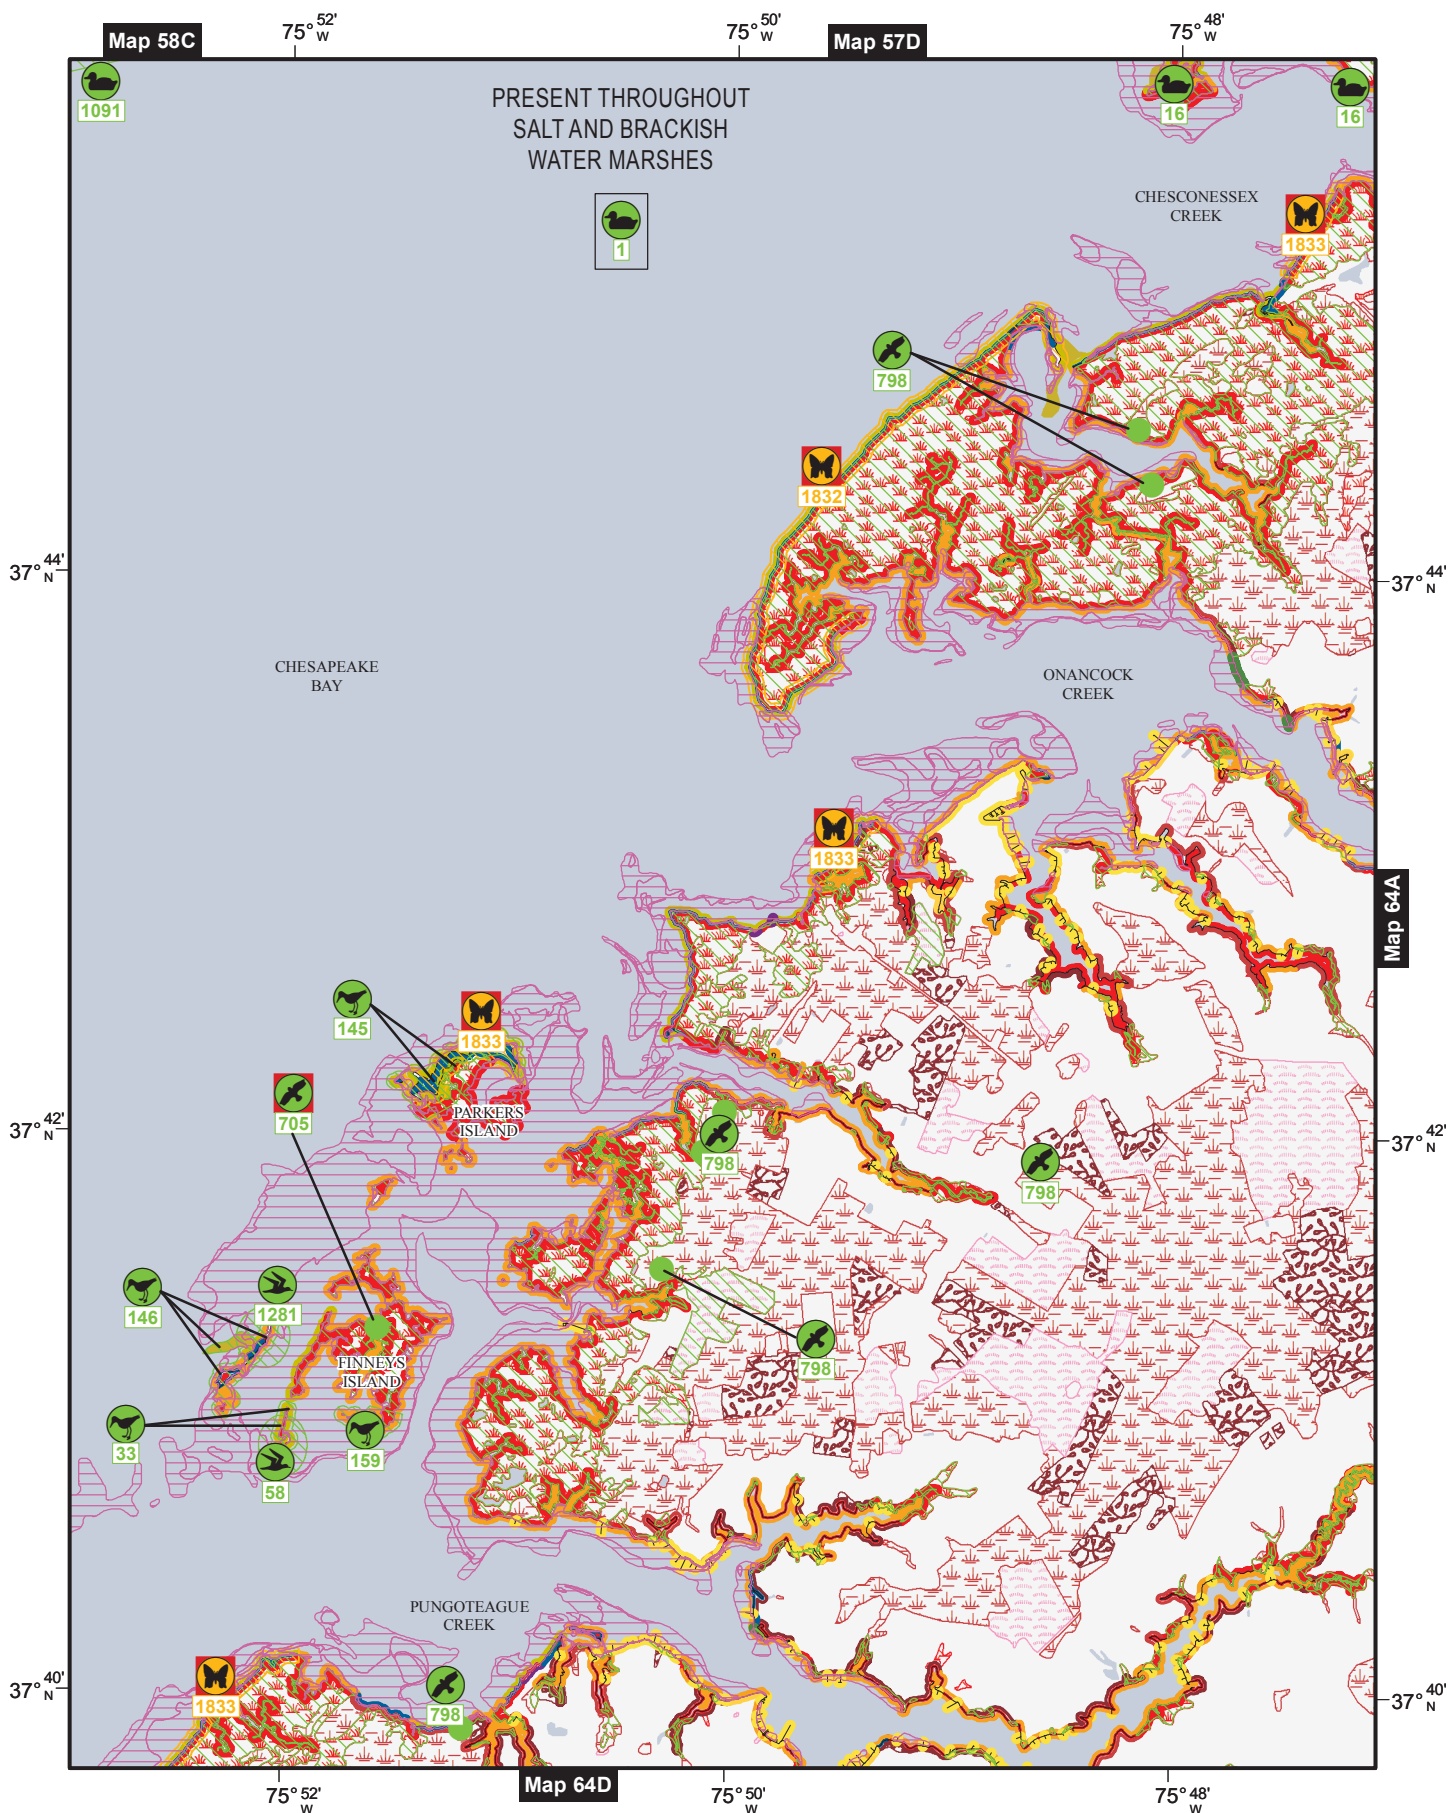 75° 52' W
75° 50' W
75° 48' W
Map 58C
Map 57D
1091
PRESENT THROUGHOUT
SALT AND BRACKISH
WATER MARSHES
1
16
16
CHESCONESSEX
CREEK
1833
798
1832
37° 44' N
37° 44' N
CHESAPEAKE
BAY
ONANCOCK
CREEK
1833
Map 64A
145
1833
705
PARKERS
ISLAND
37° 42' N
37° 42' N
798
798
146
1281
798
FINNEYS
ISLAND
33
159
58
PUNGOTEAGUE
CREEK
1833
798
37° 40' N
37° 40' N
Map 64D
75° 52' W
75° 50' W
75° 48' W